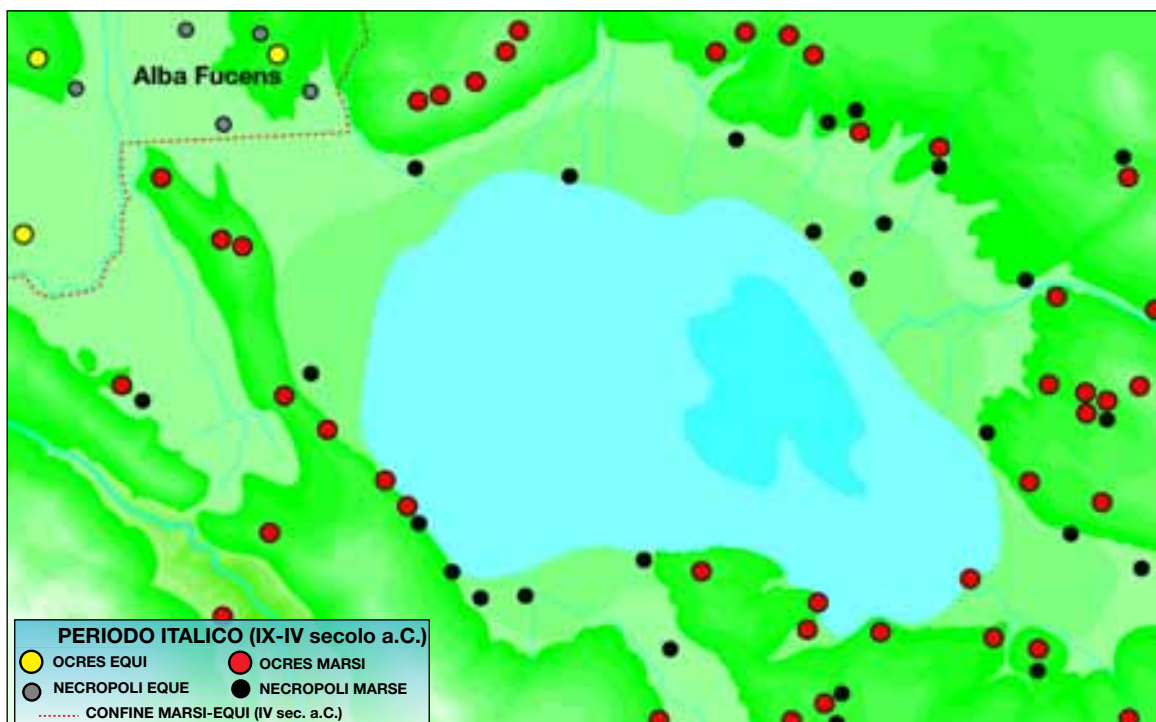 Alba Fucens
PERIODO ITALICO (IX-IV secolo a.C.)
OCRES EQUI OCRES MARSI
NECROPOLI EQUE NECROPOLI MARSE
CONFINE MARSI-EQUI (IV sec. a.C.)